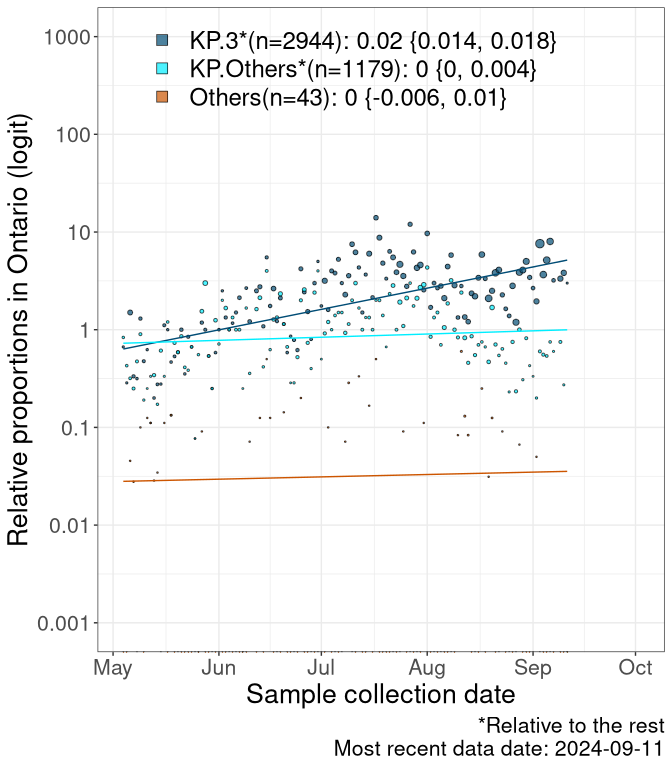 KP.3*(n=2944): 0.02 {0.014, 0.018}
KP.Others*(n=1179): 0 {0, 0.004}
Others(n=43): 0 {-0.006, 0.01}
Relative proportions in Ontario (logit)
1000
100
10
1
0.1
0.01
0.001
May Jun Jul Aug Sep Oct
Sample collection date
*Relative to the rest
Most recent data date: 2024-09-11